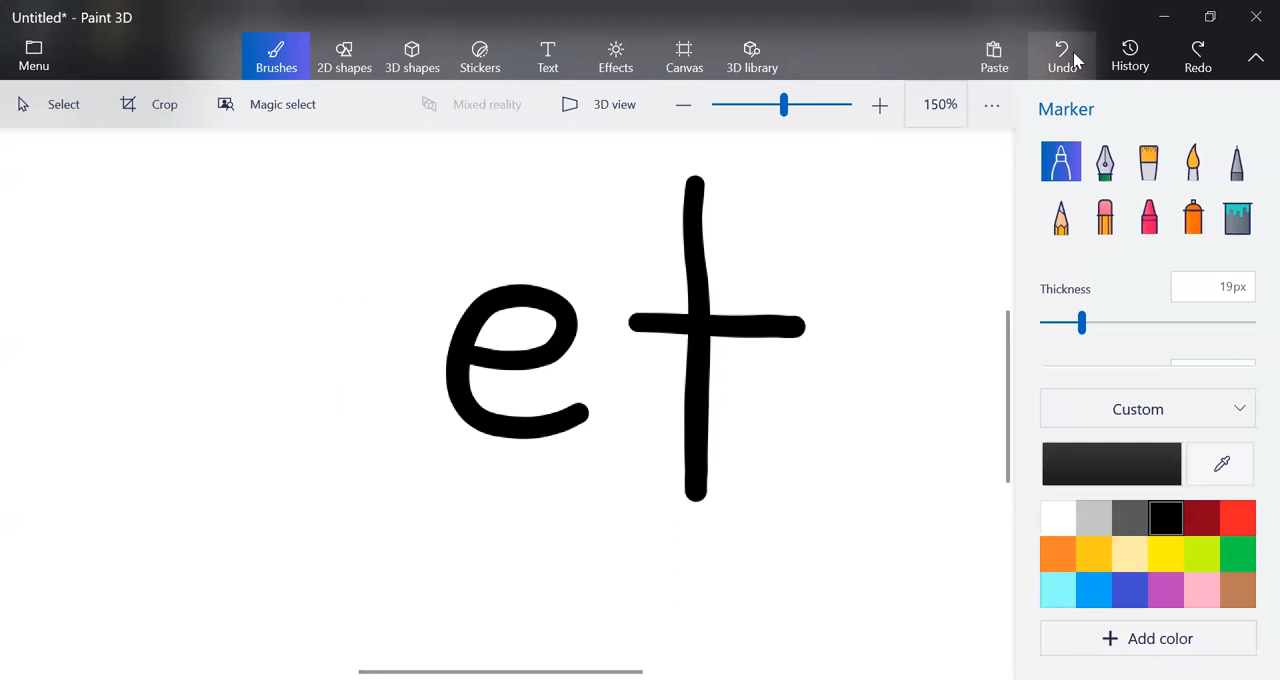 Untitled* - Paint 3D
Menu Brushes 2D shapes 3D shapes Stickers Text Effects Canvas 3D library Paste Undo History Redo
Select Crop Magic select Mixed reality 3D view 150% ...
Marker
et
Thickness 19px
Custom
+ Add color